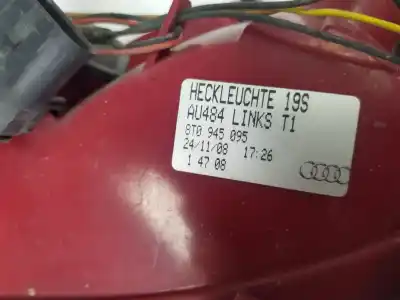 HECKLEUCHTE 19S
AU484 LINKS T1
8T0 945 095
24/11/08 17:26
1 47 08